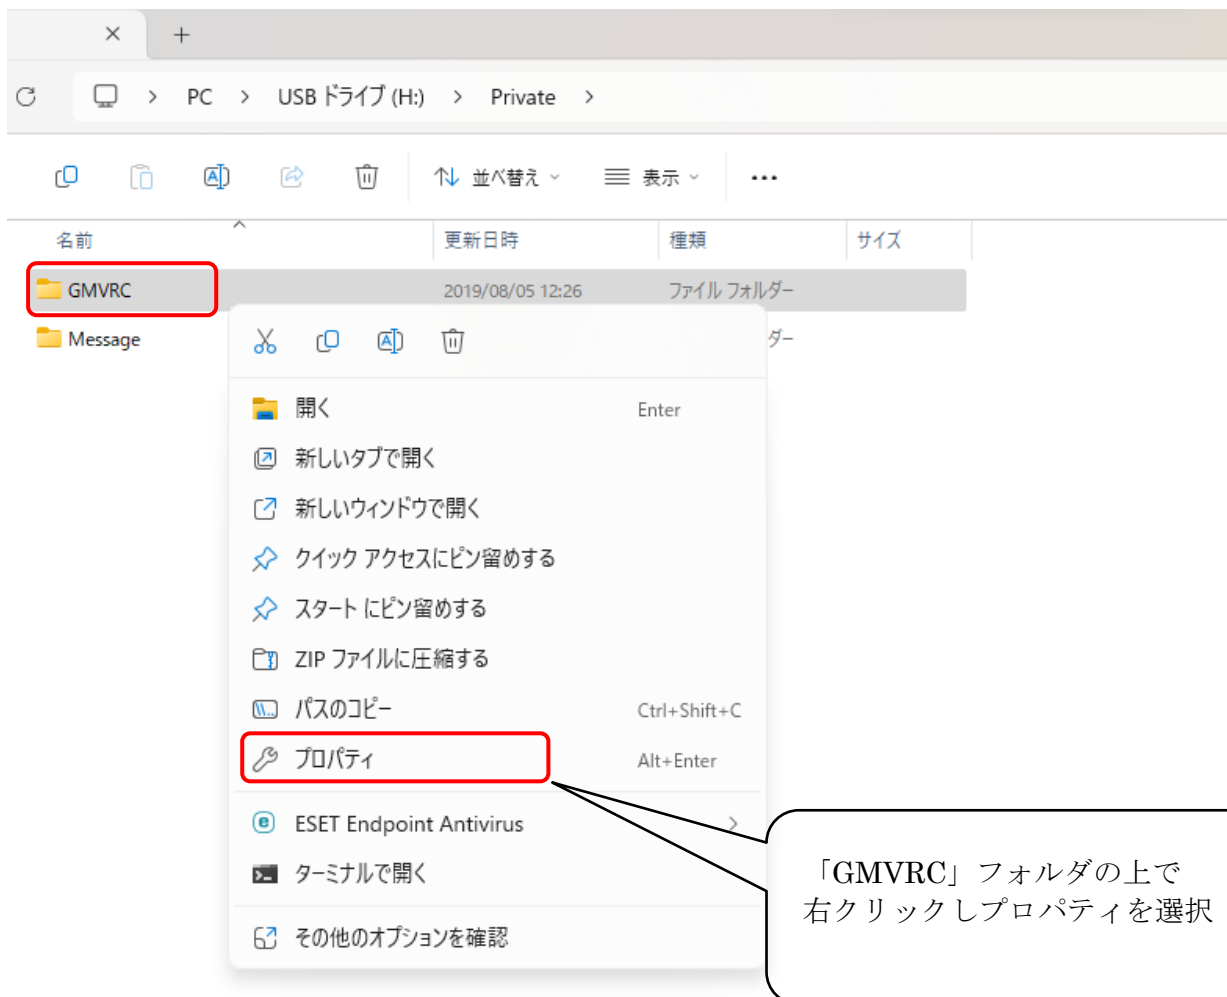 PC > USB ドライブ (H:) > Private >
並べ替え 表示 ...
名前 更新日時 種類 サイズ
GMVRC 2019/08/05 12:26 ファイル フォルダー
Message ダー
開く Enter
新しいタブで開く
新しいウィンドウで開く
クイック アクセスにピン留めする
スタート にピン留めする
ZIP ファイルに圧縮する
パスのコピー Ctrl+Shift+C
プロパティ Alt+Enter
ESET Endpoint Antivirus
ターミナルで開く
「GMVRC」フォルダの上で
右クリックしプロパティを選択
その他のオプションを確認